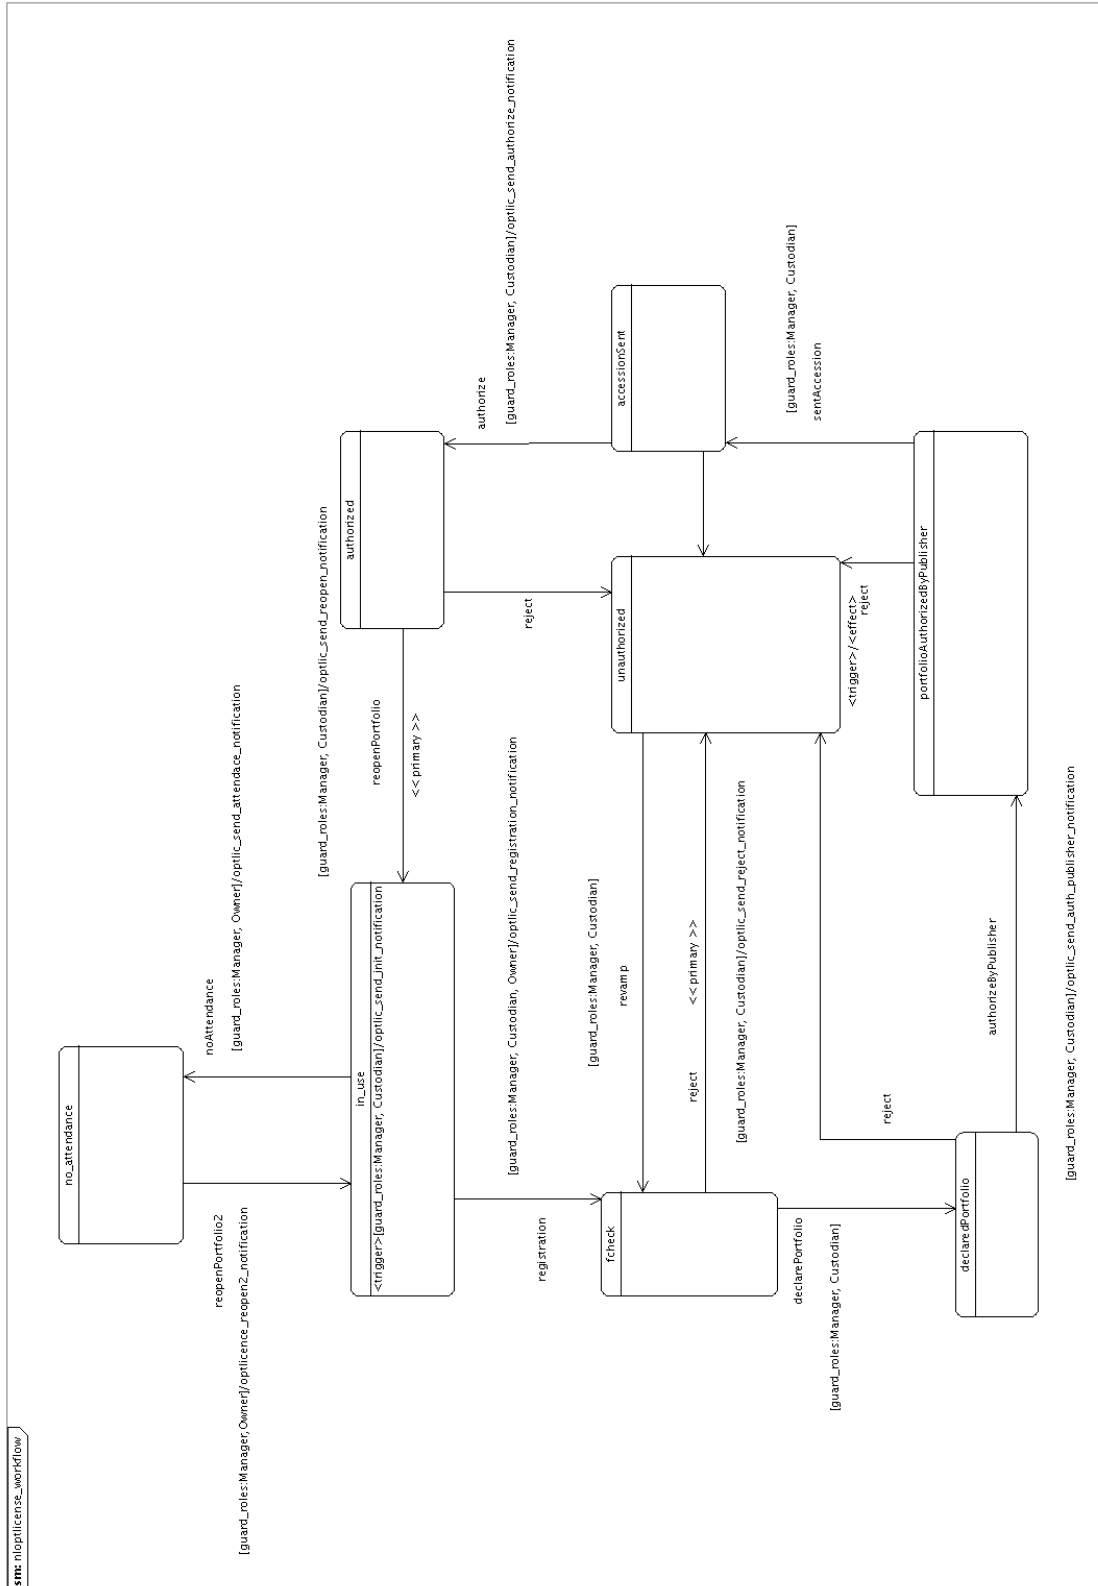 sm: nloptlicense_workflow
no_attendance
noAttendance
[guard_roles:Manager, Owner]/optlic_send_attendace_notification
reopenPortfolio2
[guard_roles:Manager,Owner]/optlicence_reopen2_notification
in_use
<trigger>[guard_roles:Manager, Custodian]/optlic_send_init_notification
[guard_roles:Manager, Custodian]/optlic_send_reopen_notification
reopenPortfolio
<<primary >>
authorized
authorize
[guard_roles:Manager, Custodian]/optlic_send_authorize_notification
reject
[guard_roles:Manager, Custodian, Owner]/optlic_send_registration_notification
registration
fcheck
[guard_roles:Manager, Custodian]
revamp
reject
<<primary >>
[guard_roles:Manager, Custodian]/optlic_send_reject_notification
unauthorized
accessionSent
[guard_roles:Manager, Custodian]
sentAccession
declarePortfolio
[guard_roles:Manager, Custodian]
reject
<trigger>/<effect>
reject
portfolioAuthorizedByPublisher
declaredPortfolio
authorizeByPublisher
[guard_roles:Manager, Custodian]/optlic_send_auth_publisher_notification